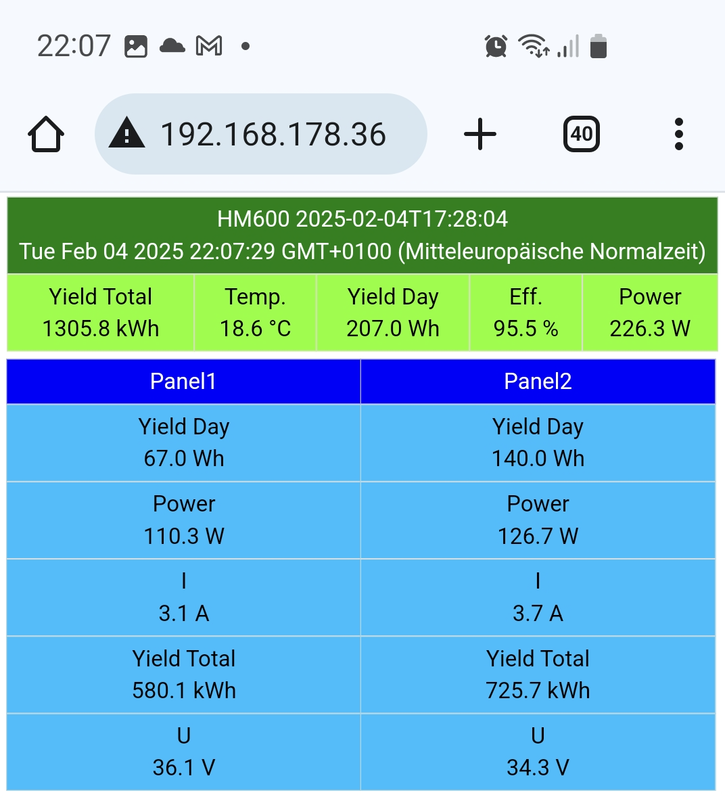 22:07
192.168.178.36
40
HM600 2025-02-04T17:28:04
Tue Feb 04 2025 22:07:29 GMT+0100 (Mitteleuropäische Normalzeit)
Yield Total Temp. Yield Day Eff. Power
1305.8 kWh 18.6 °C 207.0 Wh 95.5 % 226.3 W
Panel1 Panel2
Yield Day Yield Day
67.0 Wh 140.0 Wh
Power Power
110.3 W 126.7 W
I I
3.1 A 3.7 A
Yield Total Yield Total
580.1 kWh 725.7 kWh
U U
36.1 V 34.3 V